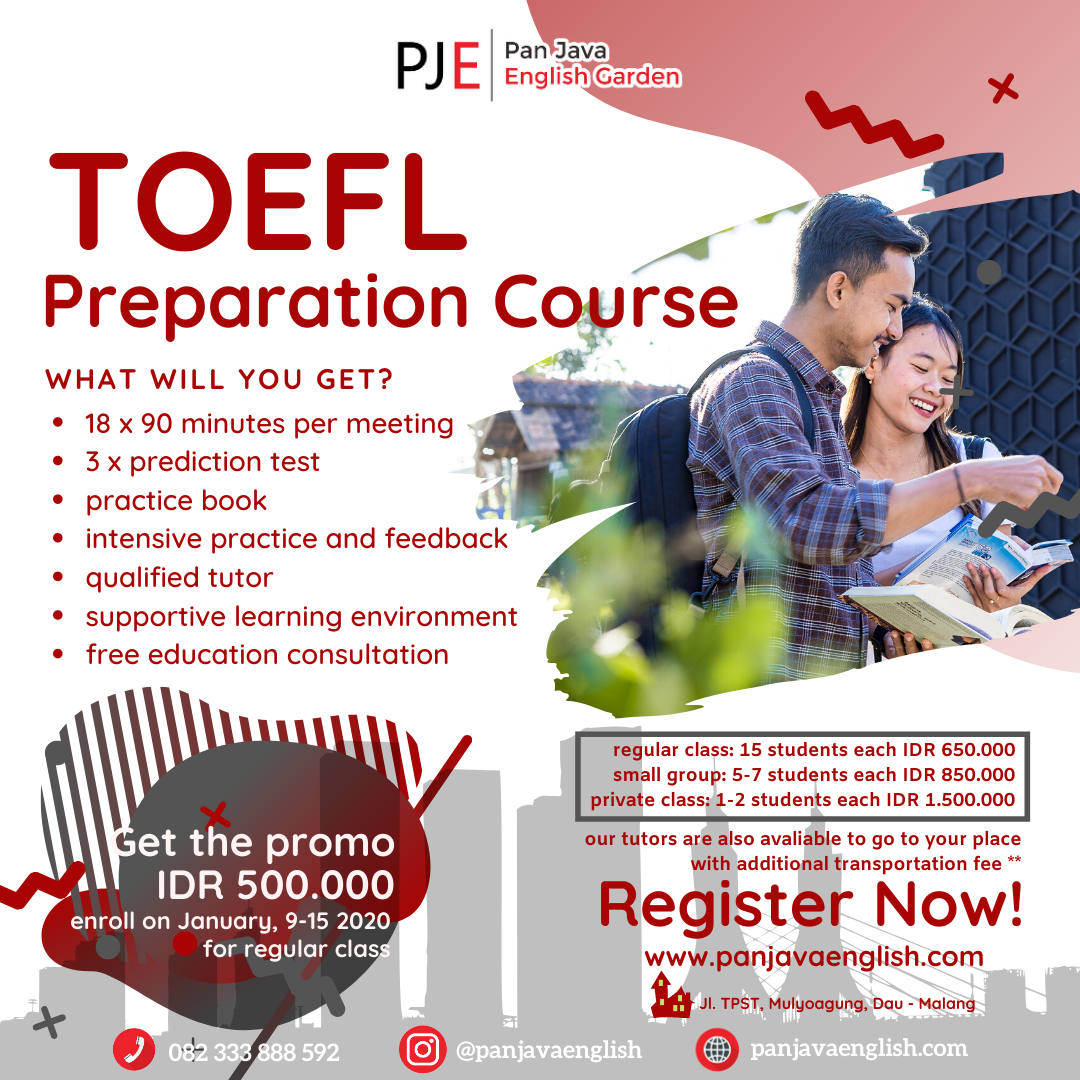 PJE
Pan Java
English Garden
TOEFL
Preparation Course
WHAT WILL YOU GET?
• 18 x 90 minutes per meeting
• 3 x prediction test
• practice book
• intensive practice and feedback
• qualified tutor
• supportive learning environment
• free education consultation
Get the promo
IDR 500.000
enroll on January, 9-15 2020
for regular class
regular class: 15 students each IDR 650.000
small group: 5-7 students each IDR 850.000
private class: 1-2 students each IDR 1.500.000
our tutors are also avaliable to go to your place
with additional transportation fee **
Register Now!
www.panjavaenglish.com
Jl. TPST, Mulyoagung, Dau - Malang
082 333 888 592
@panjavaenglish
panjavaenglish.com